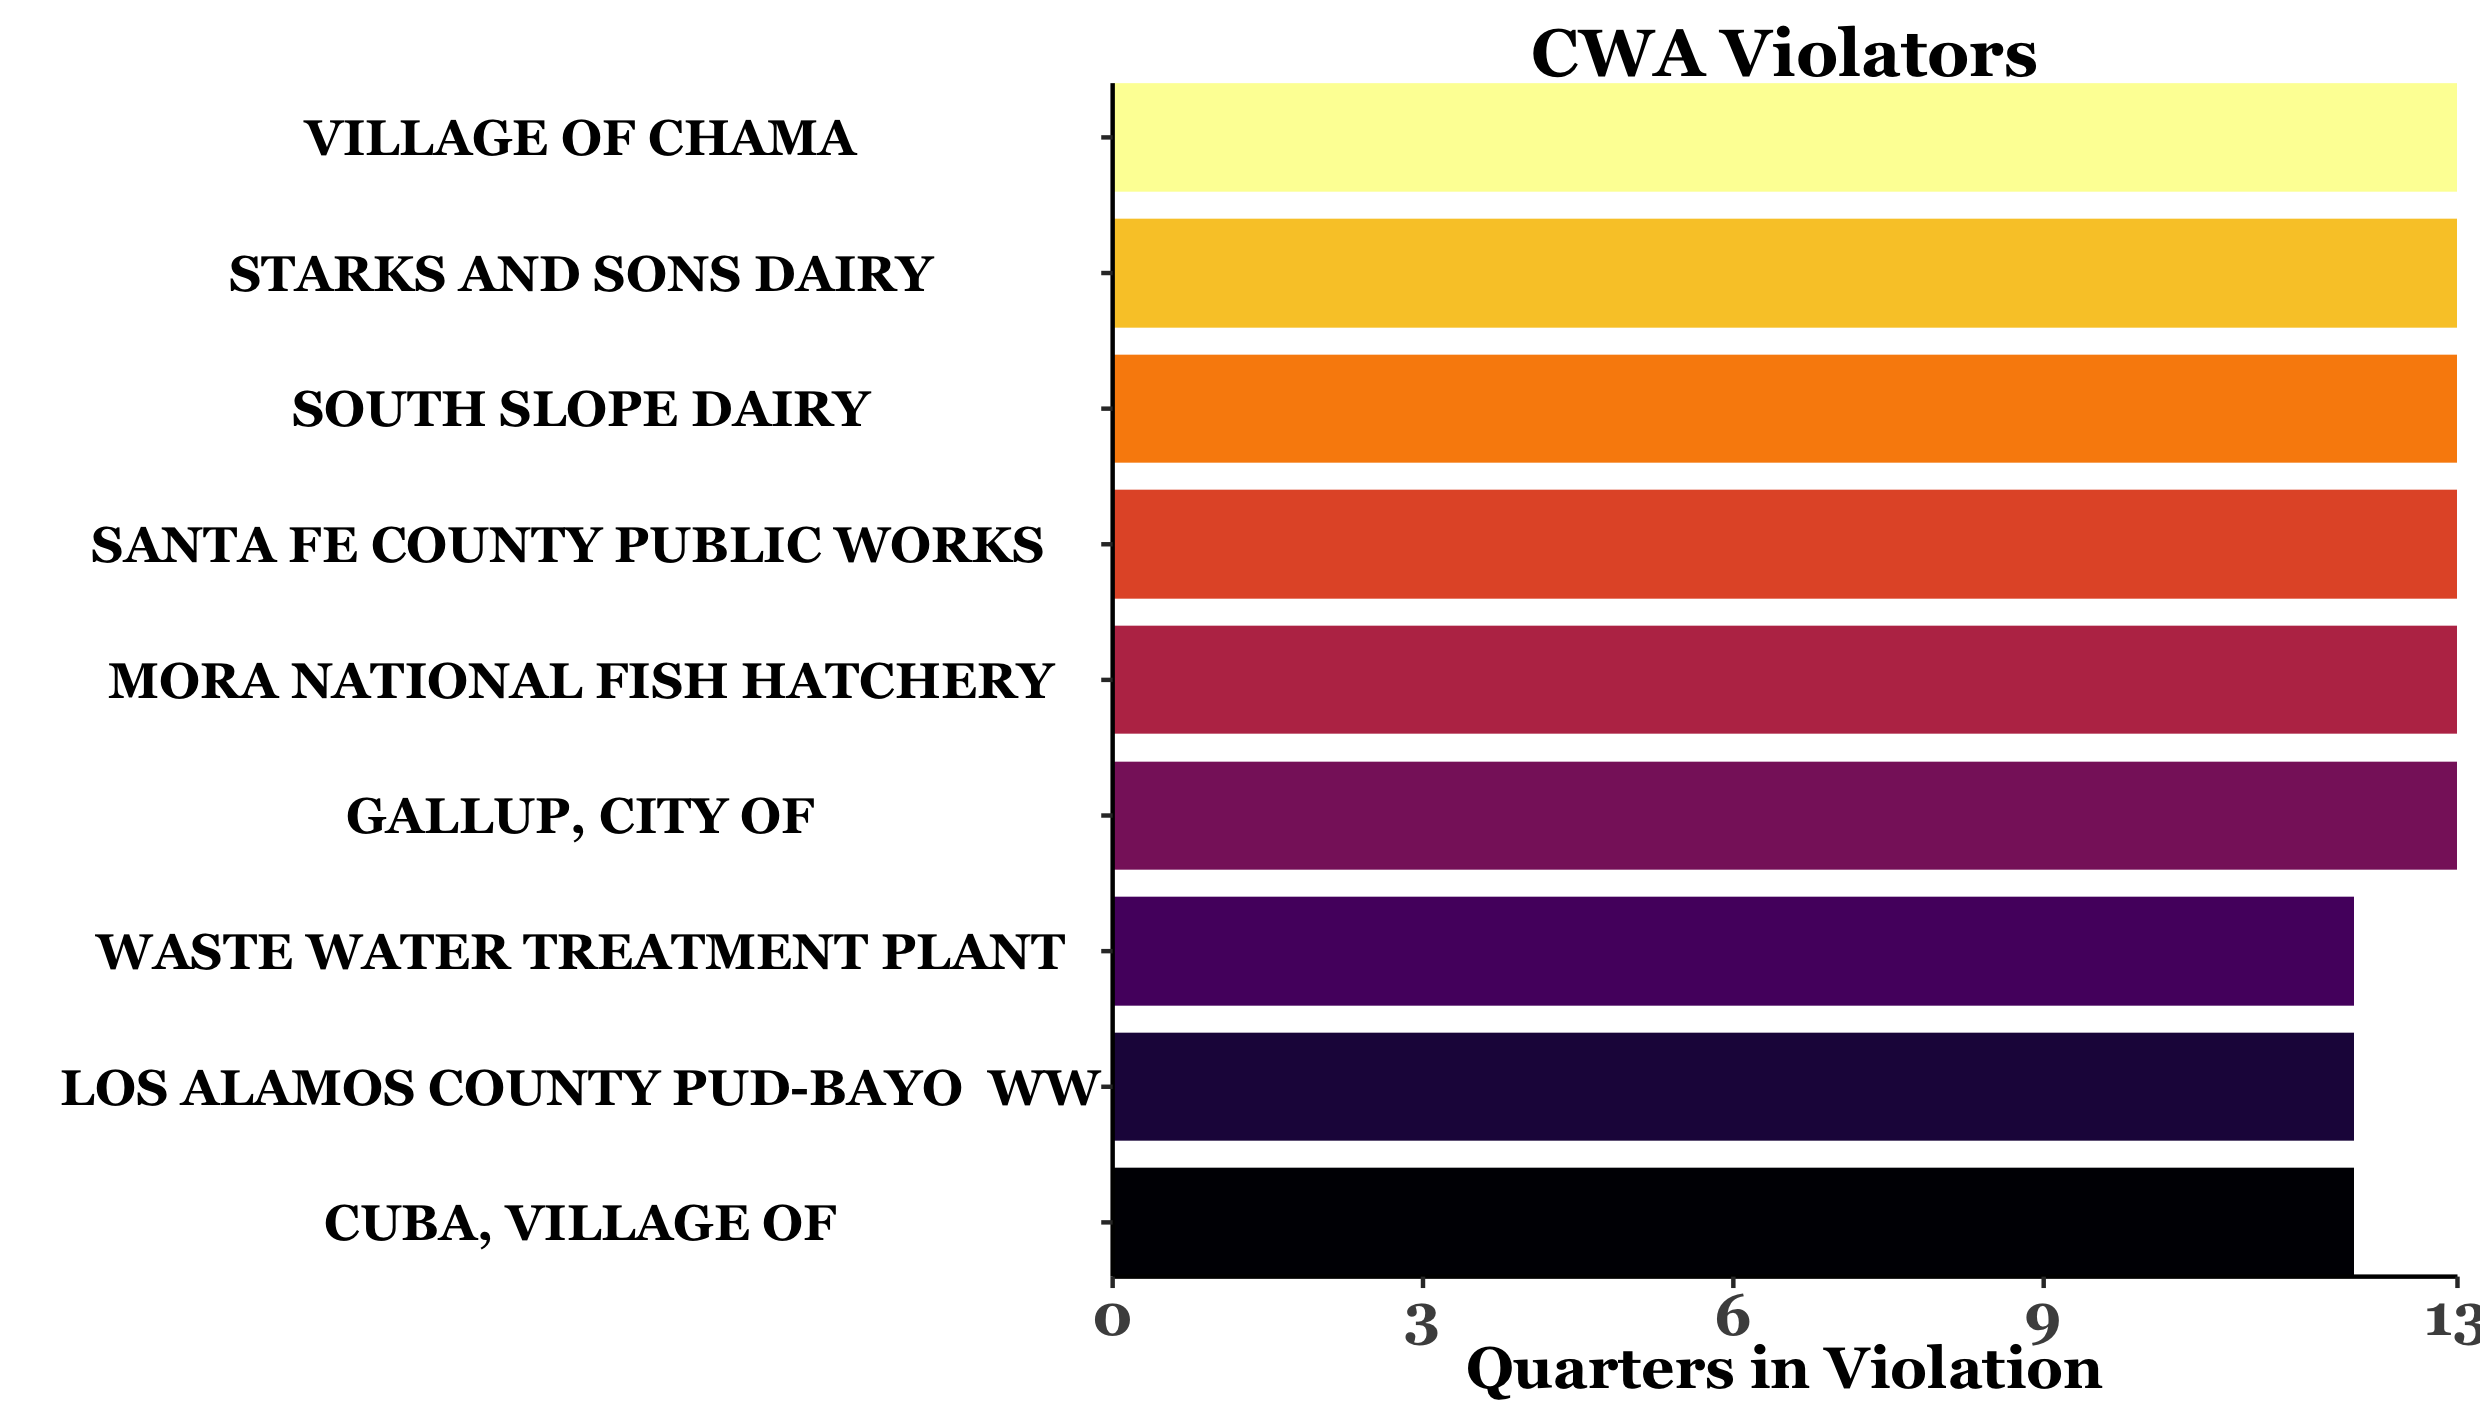 CWA Violators
VILLAGE OF CHAMA
STARKS AND SONS DAIRY
SOUTH SLOPE DAIRY
SANTA FE COUNTY PUBLIC WORKS
MORA NATIONAL FISH HATCHERY
GALLUP, CITY OF
WASTE WATER TREATMENT PLANT
LOS ALAMOS COUNTY PUD-BAYO  WW
CUBA, VILLAGE OF
0 3 6 9 13
Quarters in Violation